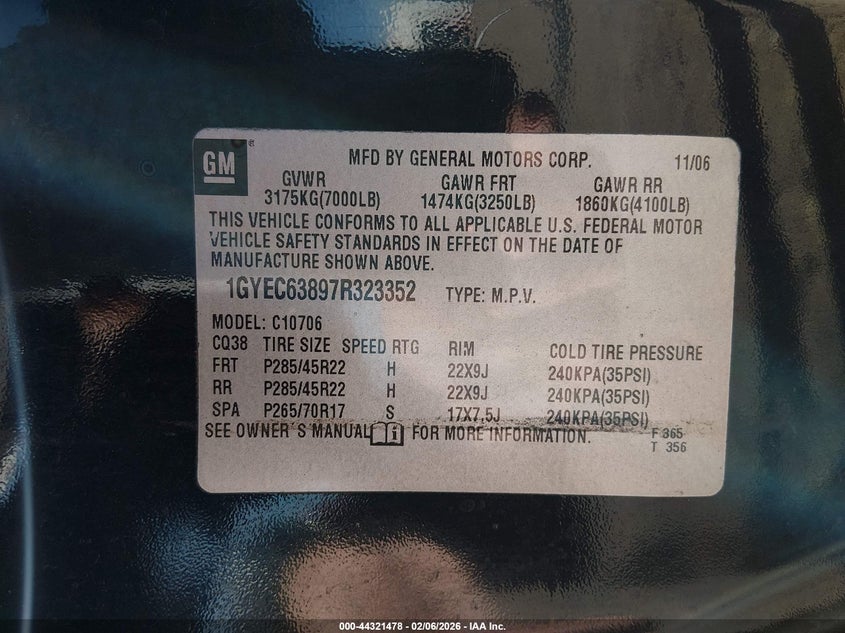 GM ®
MFD BY GENERAL MOTORS CORP. 11/06
GVWR GAWR FRT GAWR RR
3175KG(7000LB) 1474KG(3250LB) 1860KG(4100LB)
THIS VEHICLE CONFORMS TO ALL APPLICABLE U.S. FEDERAL MOTOR
VEHICLE SAFETY STANDARDS IN EFFECT ON THE DATE OF
MANUFACTURE SHOWN ABOVE.
1GYEC63897R323352 TYPE: M.P.V.
MODEL: C10706
CQ38 TIRE SIZE SPEED RTG RIM COLD TIRE PRESSURE
FRT P285/45R22 H 22X9J 240KPA(35PSI)
RR P285/45R22 H 22X9J 240KPA(35PSI)
SPA P265/70R17 S 17X7.5J 240KPA(35PSI)
SEE OWNER'S MANUAL i FOR MORE INFORMATION.
F 365
T 356
000-44321478 - 02/06/2026 - IAA Inc.